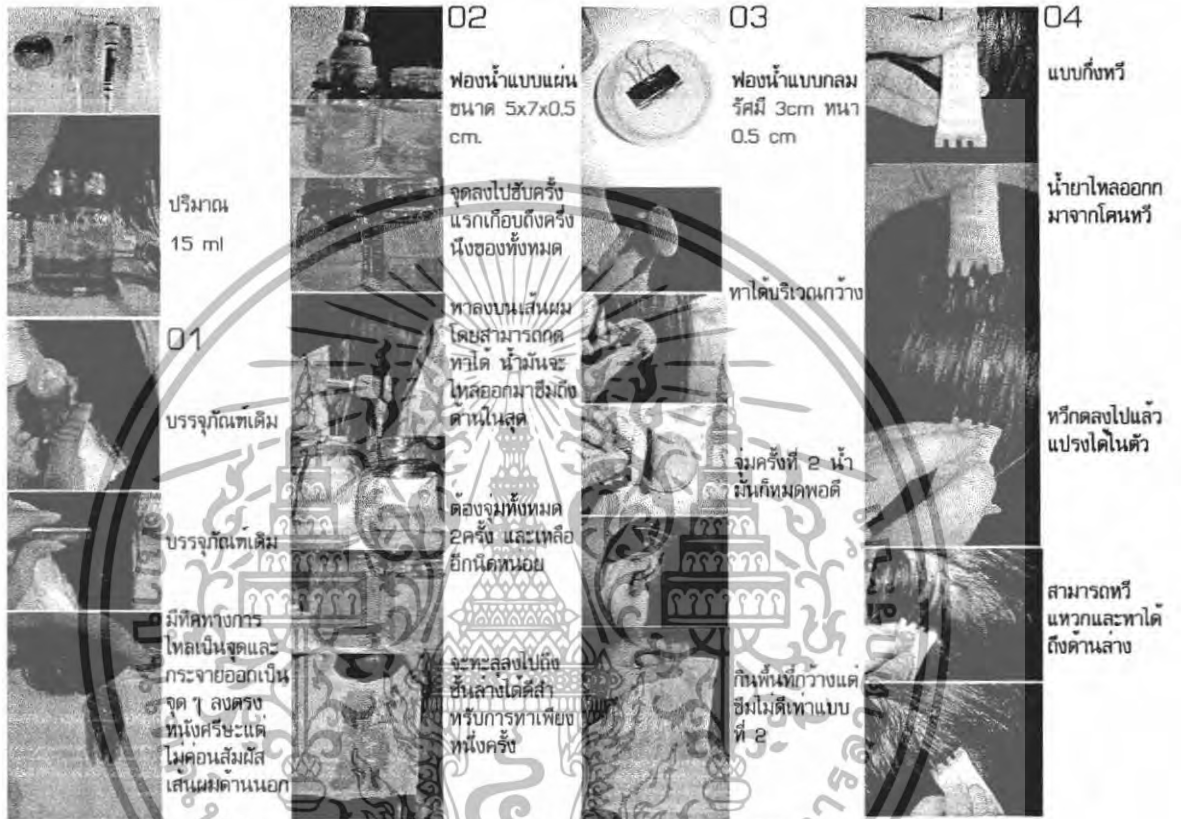 ปริมาณ
15 ml
01
บรรจุภัณฑ์เดิม
บรรจุภัณฑ์เดิม
มีทิศทางการ
ไหลเป็นจุดและ
กระจายออกเป็น
จุด ๆ ลงตรง
หนังศรีษะแต่
ไม่ค่อยสัมผัส
เส้นผมด้านนอก
02
ฟองน้ำแบบแผ่น
ขนาด 5x7x0.5
cm.
จุดลงไปซับครั้ง
แรกเกือบถึงครึ่ง
นึงของทั้งหมด
ทาลงบนเส้นผม
โดยสามารถกด
ทาได้ น้ำมันจะ
ไหลออกมาซึมถึง
ด้านในสุด
ต้องจุ่มทั้งหมด
2ครั้ง และเหลือ
อีกนิดหน่อย
จะทะลุลงไปถึง
ชั้นล่างได้ดีสำ
หรับการทาเพียง
หนึ่งครั้ง
03
ฟองน้ำแบบกลม
รัศมี 3cm หนา
0.5 cm
ทาได้บริเวณกว้าง
จุ่มครั้งที่ 2 น้ำ
มันก็หมดพอดี
กินพื้นที่กว้างแต่
ซึมไม่ดีเท่าแบบ
ที่ 2
04
แบบกึ่งหวี
น้ำยาไหลออกก
มาจากโคนหวี
หวีกดลงไปแล้ว
แปรงได้ในตัว
สามารถหวี
แหวกและทาได้
ถึงด้านล่าง